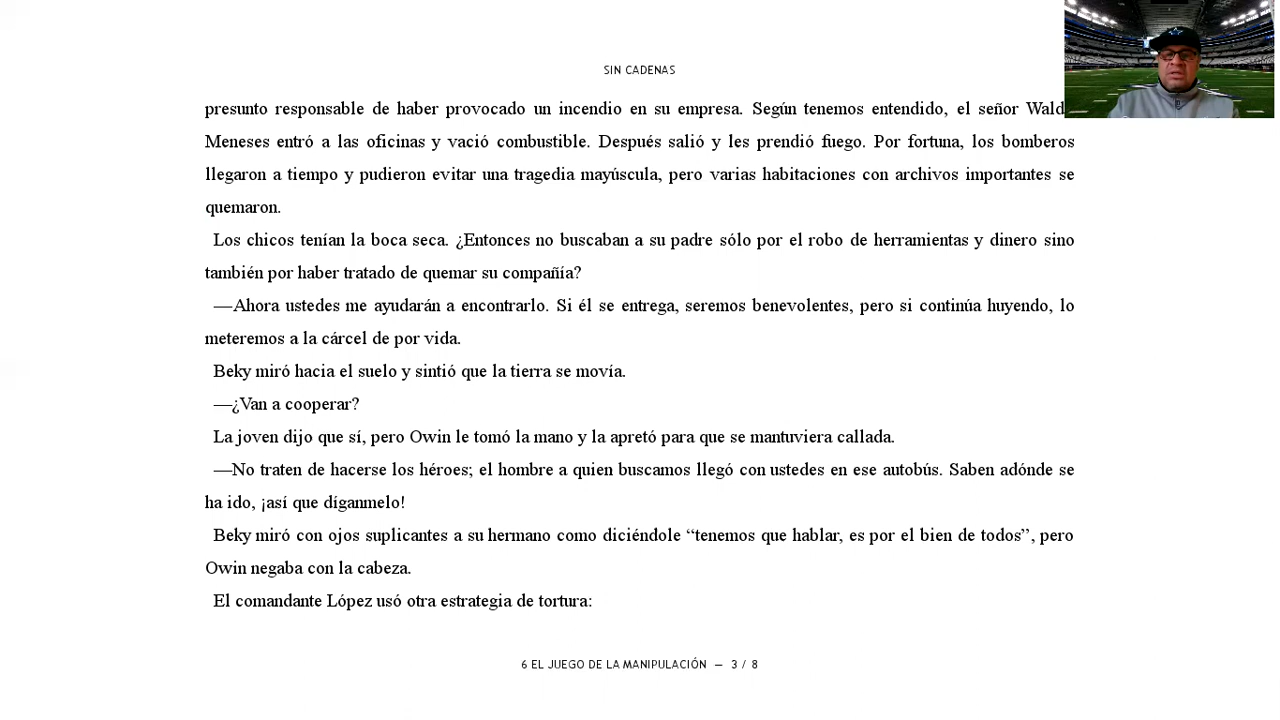 SIN CADENAS
presunto responsable de haber provocado un incendio en su empresa. Según tenemos entendido, el señor
Meneses entró a las oficinas y vació combustible. Después salió y les prendió fuego. Por fortuna, los bomberos
llegaron a tiempo y pudieron evitar una tragedia mayúscula, pero varias habitaciones con archivos importantes se
quemaron.
Los chicos tenían la boca seca. ¿Entonces no buscaban a su padre sólo por el robo de herramientas y dinero sino
también por haber tratado de quemar su compañía?
—Ahora ustedes me ayudarán a encontrarlo. Si él se entrega, seremos benevolentes, pero si continúa huyendo, lo
meteremos a la cárcel de por vida.
Beky miró hacia el suelo y sintió que la tierra se movía.
—¿Van a cooperar?
La joven dijo que sí, pero Owin le tomó la mano y la apretó para que se mantuviera callada.
—No traten de hacerse los héroes; el hombre a quien buscamos llegó con ustedes en ese autobús. Saben adónde se
ha ido, ¡así que díganmelo!
Beky miró con ojos suplicantes a su hermano como diciéndole “tenemos que hablar, es por el bien de todos”, pero
Owin negaba con la cabeza.
El comandante López usó otra estrategia de tortura:
6 EL JUEGO DE LA MANIPULACIÓN — 3 / 8